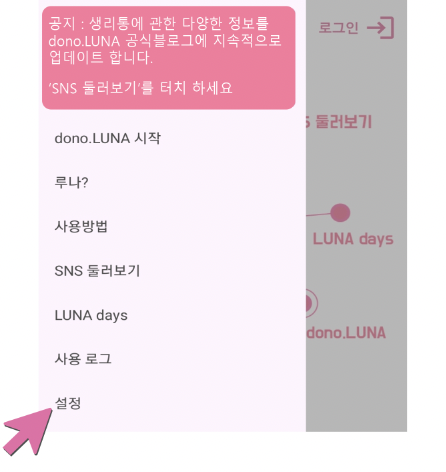 공지 : 생리통에 관한 다양한 정보를
dono.LUNA 공식블로그에 지속적으로
업데이트 합니다.
'SNS 둘러보기'를 터치 하세요
로그인
dono.LUNA 시작
둘러보기
루나?
사용방법
LUNA days
SNS 둘러보기
LUNA days
dono.LUNA
사용 로그
설정